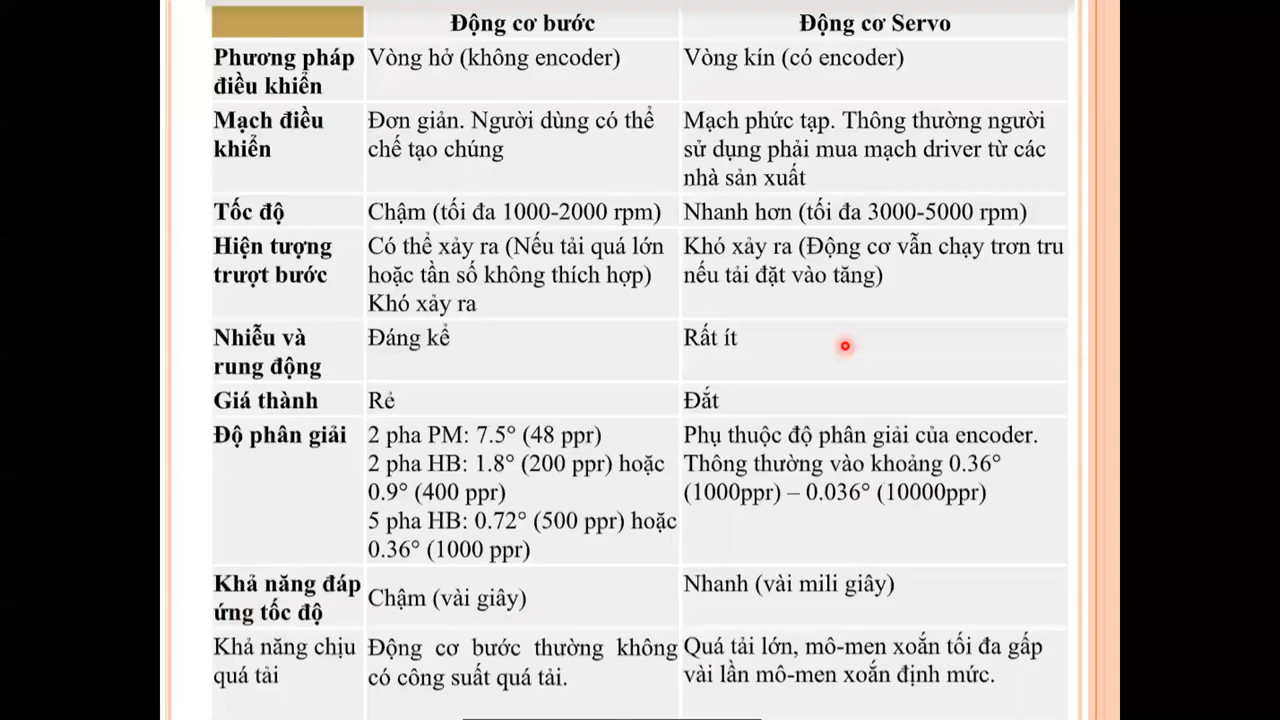 Động cơ bước Động cơ Servo
Phương pháp điều khiển Vòng hở (không encoder) Vòng kín (có encoder)
Mạch điều khiển Đơn giản. Người dùng có thể chế tạo chúng Mạch phức tạp. Thông thường người sử dụng phải mua mạch driver từ các nhà sản xuất
Tốc độ Chậm (tối đa 1000-2000 rpm) Nhanh hơn (tối đa 3000-5000 rpm)
Hiện tượng trượt bước Có thể xảy ra (Nếu tải quá lớn hoặc tần số không thích hợp) Khó xảy ra Khó xảy ra (Động cơ vẫn chạy trơn tru nếu tải đặt vào tăng)
Nhiễu và rung động Đáng kể Rất ít
Giá thành Rẻ Đắt
Độ phân giải 2 pha PM: 7.5° (48 ppr) 2 pha HB: 1.8° (200 ppr) hoặc 0.9° (400 ppr) 5 pha HB: 0.72° (500 ppr) hoặc 0.36° (1000 ppr) Phụ thuộc độ phân giải của encoder. Thông thường vào khoảng 0.36° (1000ppr) – 0.036° (10000ppr)
Khả năng đáp ứng tốc độ Chậm (vài giây) Nhanh (vài mili giây)
Khả năng chịu quá tải Động cơ bước thường không có công suất quá tải. Quá tải lớn, mô-men xoắn tối đa gấp vài lần mô-men xoắn định mức.